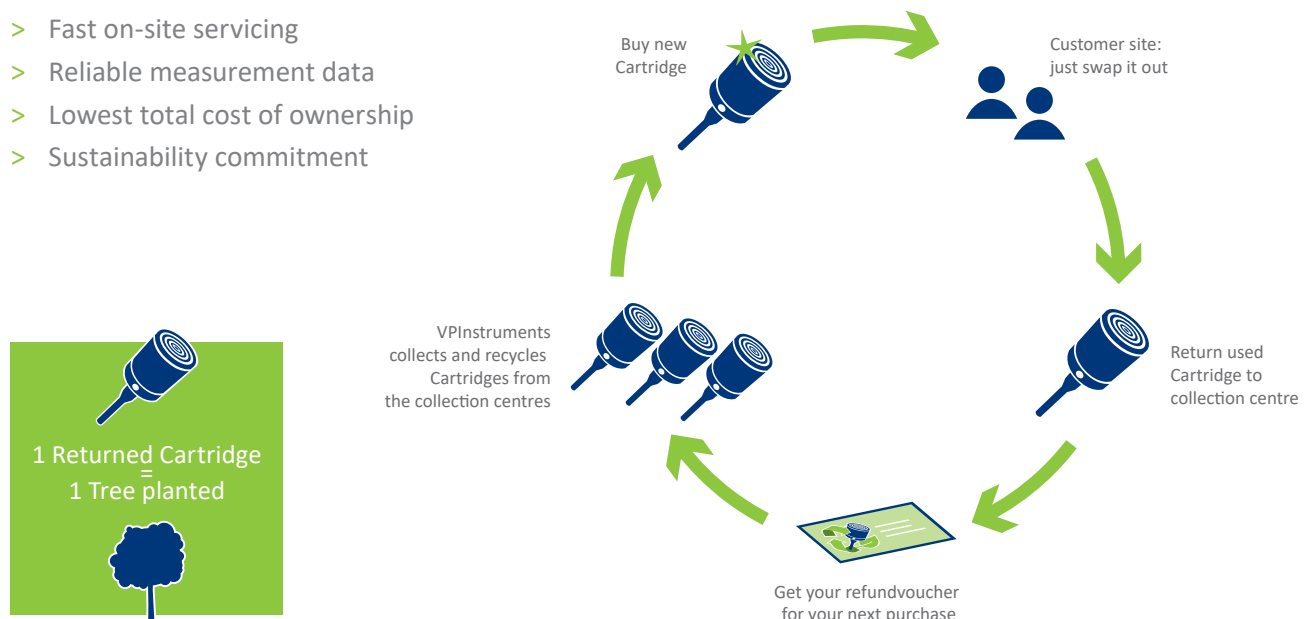 > Fast on-site servicing
> Reliable measurement data
> Lowest total cost of ownership
> Sustainability commitment
Buy new
Cartridge
Customer site:
just swap it out
Return used
Cartridge to
collection centre
Get your refundvoucher
for your next purchase
VPInstruments
collects and recycles
Cartridges from
the collection centres
1 Returned Cartridge
=
1 Tree planted